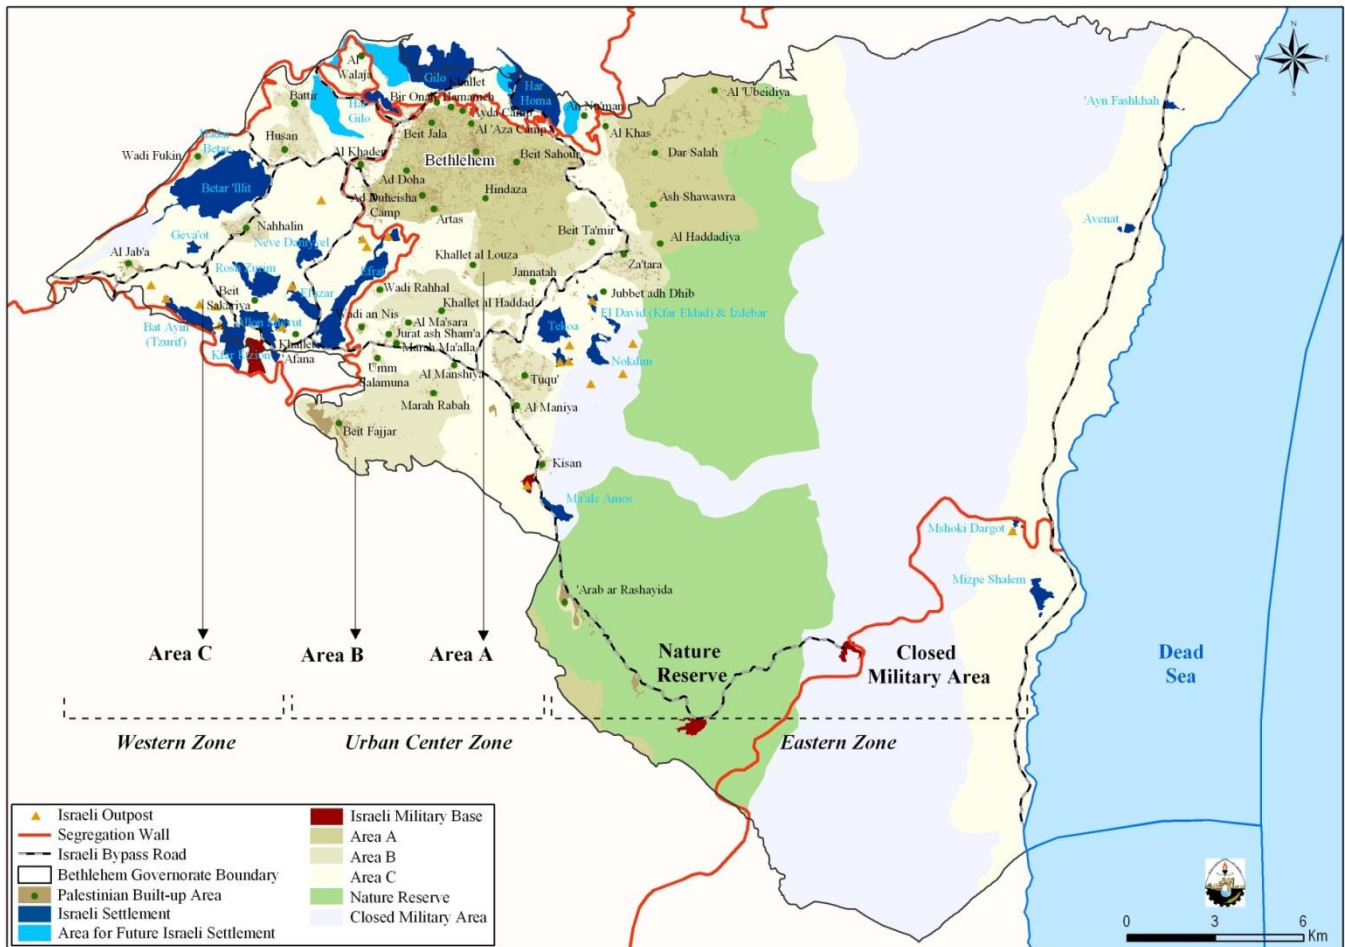 N
W
E
S
Al
Walaja
Gilo
Khallet
Hamameh
Bir Onah
Har
Homa
An Nu'man
Al 'Ubeidiya
'Ayn Fashkhah
Battir
Har
Gilo
Ayda Camp
Al 'Aza Camp
Al Khas
Beit Jala
Hadar
Betar
Husan
Wadi Fukin
Al Khader
Bethlehem
Beit Sahour
Dar Salah
Betar 'Illit
Ad Doha
Ad Duheisha
Camp
Hindaza
Ash Shawawra
Artas
Nahhalin
Avenat
Geva'ot
Neve Daniyyel
Beit Ta'mir
Al Haddadiya
Al Jab'a
Khallet al Louza
Za'tara
Rosh Zurim
Efrat
Jannatah
Wadi Rahhal
Jubbet adh Dhib
Beit
Sakariya
El'azar
Khallet al Haddad
El David (Kfar Eldad) & Izdebar
Bat Ayin
(Tzurif)
Allon Shevut
Wadi an Nis
Al Ma'sara
Tekoa
Jurat ash Sham'a
Khallet
'Afana
Kfar Etzion
Marah Ma'alla
Nokdim
Umm
Salamuna
Al Manshiya
Tuqu'
Marah Rabah
Al Maniya
Beit Fajjar
Kisan
Ma'ale Amos
Mshoki Dargot
Mizpe Shalem
'Arab ar Rashayida
Area C
Area B
Area A
Nature
Reserve
Closed
Military Area
Dead
Sea
Western Zone
Urban Center Zone
Eastern Zone
Israeli Outpost
Segregation Wall
Israeli Bypass Road
Bethlehem Governorate Boundary
Palestinian Built-up Area
Israeli Settlement
Area for Future Israeli Settlement
Israeli Military Base
Area A
Area B
Area C
Nature Reserve
Closed Military Area
0 3 6
Km